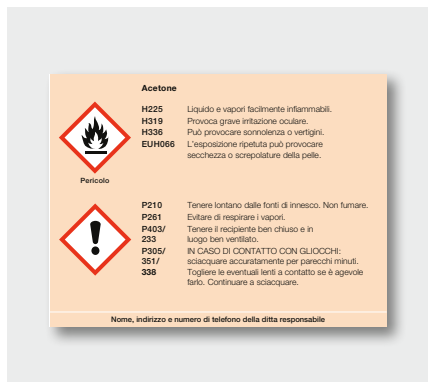 Acetone
H225 Liquido e vapori facilmente infiammabili.
H319 Provoca grave irritazione oculare.
H336 Può provocare sonnolenza o vertigini.
EUH066 L'esposizione ripetuta può provocare
secchezza o screpolature della pelle.
Pericolo
P210 Tenere lontano dalle fonti di innesco. Non fumare.
P261 Evitare di respirare i vapori.
P403/ Tenere il recipiente ben chiuso e in
233 luogo ben ventilato.
P305/ IN CASO DI CONTATTO CON GLIOCCHI:
351/ sciacquare accuratamente per parecchi minuti.
338 Togliere le eventuali lenti a contatto se è agevole
farlo. Continuare a sciacquare.
Nome, indirizzo e numero di telefono della ditta responsabile